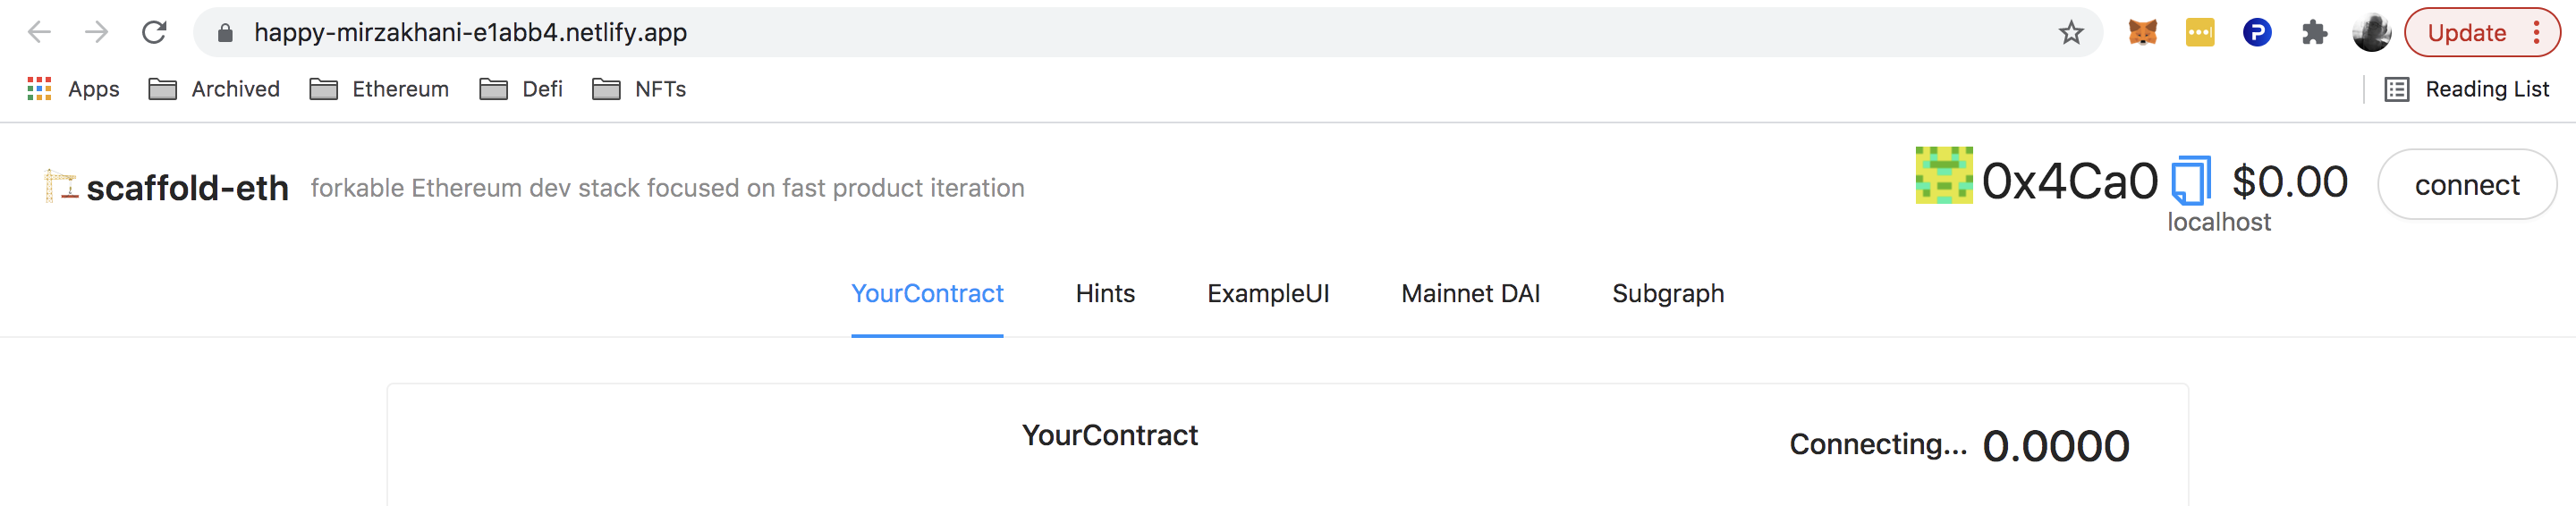 happy-mirzakhani-e1abb4.netlify.app Update
Apps Archived Ethereum Defi NFTs Reading List
scaffold-eth forkable Ethereum dev stack focused on fast product iteration 0x4Ca0 $0.00 connect
localhost
YourContract Hints ExampleUI Mainnet DAI Subgraph
YourContract Connecting... 0.0000